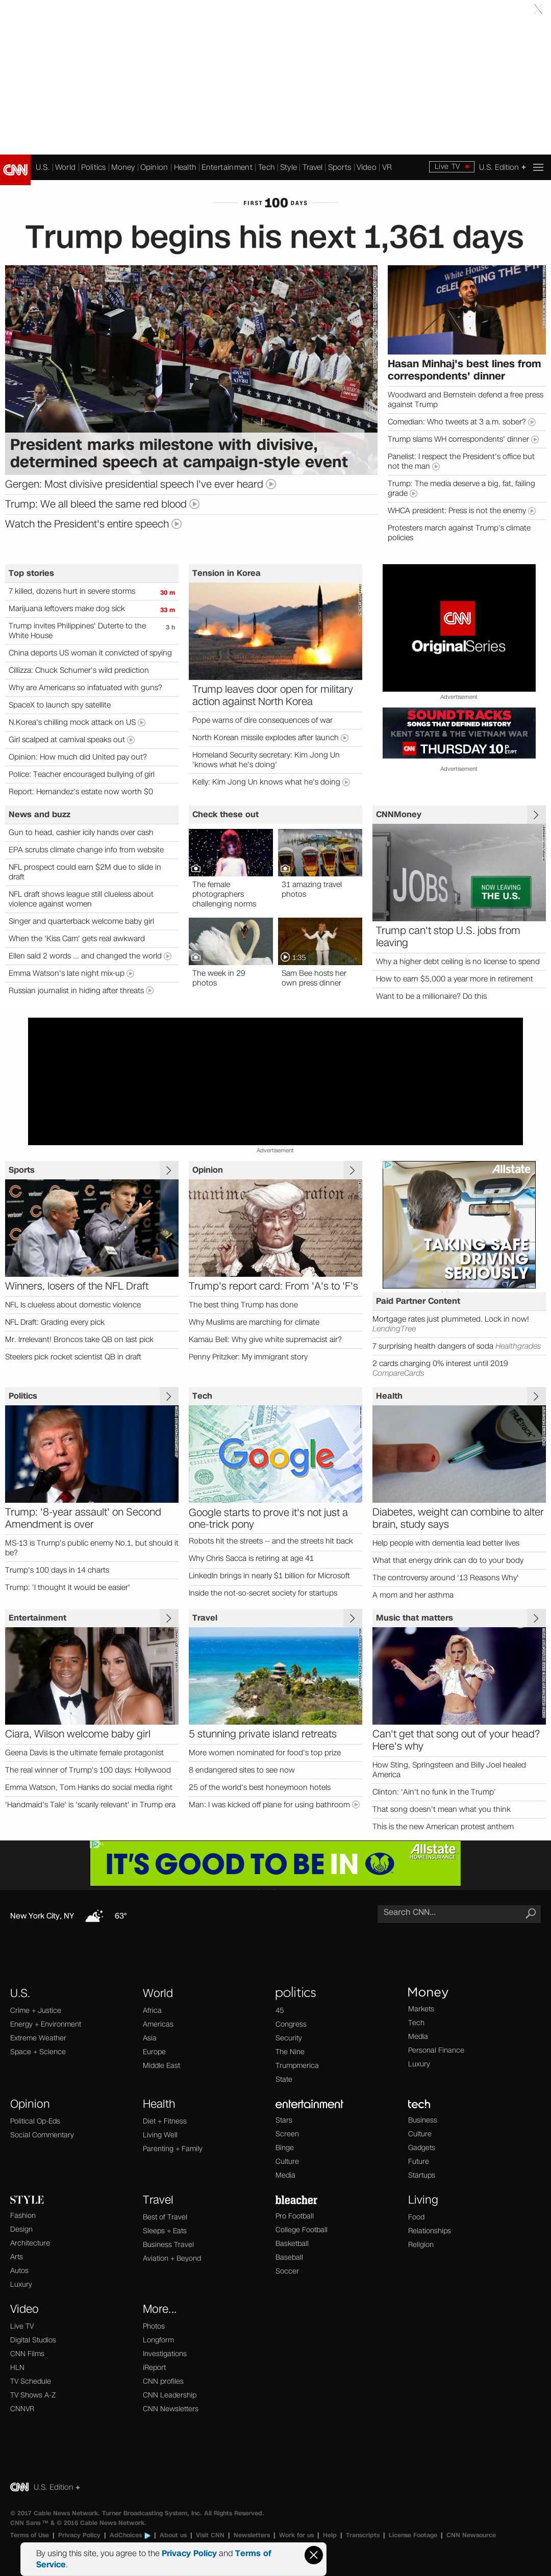 CNN
U.S. World Politics Money Opinion Health Entertainment Tech Style Travel Sports Video VR
Live TV
U.S. Edition +
FIRST 100 DAYS
Trump begins his next 1,361 days
President marks milestone with divisive,
determined speech at campaign-style event
Gergen: Most divisive presidential speech I've ever heard
Trump: We all bleed the same red blood
Watch the President's entire speech
Hasan Minhaj's best lines from
correspondents' dinner
Woodward and Bernstein defend a free press
against Trump
Comedian: Who tweets at 3 a.m. sober?
Trump slams WH correspondents' dinner
Panelist: I respect the President's office but
not the man
Trump: The media deserve a big, fat, failing
grade
WHCA president: Press is not the enemy
Protesters march against Trump's climate
policies
Top stories
7 killed, dozens hurt in severe storms 30 m
Marijuana leftovers make dog sick 33 m
Trump invites Philippines' Duterte to the 3 h
White House
China deports US woman it convicted of spying
Cillizza: Chuck Schumer's wild prediction
Why are Americans so infatuated with guns?
SpaceX to launch spy satellite
N.Korea's chilling mock attack on US
Girl scalped at carnival speaks out
Opinion: How much did United pay out?
Police: Teacher encouraged bullying of girl
Report: Hernandez's estate now worth $0
Tension in Korea
Trump leaves door open for military
action against North Korea
Pope warns of dire consequences of war
North Korean missile explodes after launch
Homeland Security secretary: Kim Jong Un
'knows what he's doing'
Kelly: Kim Jong Un knows what he's doing
CNN
OriginalSeries
Advertisement
SOUNDTRACKS
SONGS THAT DEFINED HISTORY
KENT STATE & THE VIETNAM WAR
CNN THURSDAY 10P ET/PT
Advertisement
News and buzz
Gun to head, cashier icily hands over cash
EPA scrubs climate change info from website
NFL prospect could earn $2M due to slide in
draft
NFL draft shows league still clueless about
violence against women
Singer and quarterback welcome baby girl
When the 'Kiss Cam' gets real awkward
Ellen said 2 words ... and changed the world
Emma Watson's late night mix-up
Russian journalist in hiding after threats
Check these out
The female
photographers
challenging norms
31 amazing travel
photos
The week in 29
photos
1:35
Sam Bee hosts her
own press dinner
CNNMoney
JOBS
NOW LEAVING
THE U.S.
Trump can't stop U.S. jobs from
leaving
Why a higher debt ceiling is no license to spend
How to earn $5,000 a year more in retirement
Want to be a millionaire? Do this
Advertisement
Sports
Winners, losers of the NFL Draft
NFL Is clueless about domestic violence
NFL Draft: Grading every pick
Mr. Irrelevant! Broncos take QB on last pick
Steelers pick rocket scientist QB in draft
Opinion
Trump's report card: From 'A's to 'F's
The best thing Trump has done
Why Muslims are marching for climate
Kamau Bell: Why give white supremacist air?
Penny Pritzker: My immigrant story
Allstate
TAKING SAFE
DRIVING
SERIOUSLY
Paid Partner Content
Mortgage rates just plummeted. Lock in now!
LendingTree
7 surprising health dangers of soda Healthgrades
2 cards charging 0% interest until 2019
CompareCards
Politics
Trump: '8-year assault' on Second
Amendment is over
MS-13 is Trump's public enemy No.1, but should it
be?
Trump's 100 days in 14 charts
Trump: 'I thought it would be easier'
Tech
Google
Google starts to prove it's not just a
one-trick pony
Robots hit the streets -- and the streets hit back
Why Chris Sacca is retiring at age 41
LinkedIn brings in nearly $1 billion for Microsoft
Inside the not-so-secret society for startups
Health
Diabetes, weight can combine to alter
brain, study says
Help people with dementia lead better lives
What that energy drink can do to your body
The controversy around '13 Reasons Why'
A mom and her asthma
Entertainment
Ciara, Wilson welcome baby girl
Geena Davis is the ultimate female protagonist
The real winner of Trump's 100 days: Hollywood
Emma Watson, Tom Hanks do social media right
'Handmaid's Tale' is 'scarily relevant' in Trump era
Travel
5 stunning private island retreats
More women nominated for food's top prize
8 endangered sites to see now
25 of the world's best honeymoon hotels
Man: I was kicked off plane for using bathroom
Music that matters
Can't get that song out of your head?
Here's why
How Sting, Springsteen and Billy Joel healed
America
Clinton: 'Ain't no funk in the Trump'
That song doesn't mean what you think
This is the new American protest anthem
IT'S GOOD TO BE IN
Allstate
HOME INSURANCE
New York City, NY 63°
Search CNN...
U.S.
Crime + Justice
Energy + Environment
Extreme Weather
Space + Science
World
Africa
Americas
Asia
Europe
Middle East
politics
45
Congress
Security
The Nine
Trumpmerica
State
Money
Markets
Tech
Media
Personal Finance
Luxury
Opinion
Political Op-Eds
Social Commentary
Health
Diet + Fitness
Living Well
Parenting + Family
entertainment
Stars
Screen
Binge
Culture
Media
tech
Business
Culture
Gadgets
Future
Startups
STYLE
Fashion
Design
Architecture
Arts
Autos
Luxury
Travel
Best of Travel
Sleeps + Eats
Business Travel
Aviation + Beyond
bleacher
Pro Football
College Football
Basketball
Baseball
Soccer
Living
Food
Relationships
Religion
Video
Live TV
Digital Studios
CNN Films
HLN
TV Schedule
TV Shows A-Z
CNNVR
More...
Photos
Longform
Investigations
iReport
CNN profiles
CNN Leadership
CNN Newsletters
CNN U.S. Edition +
© 2017 Cable News Network. Turner Broadcasting System, Inc. All Rights Reserved.
CNN Sans ™ & © 2016 Cable News Network.
Terms of Use | Privacy Policy | AdChoices | About us | Visit CNN | Newsletters | Work for us | Help | Transcripts | License Footage | CNN Newsource
By using this site, you agree to the Privacy Policy and Terms of
Service.